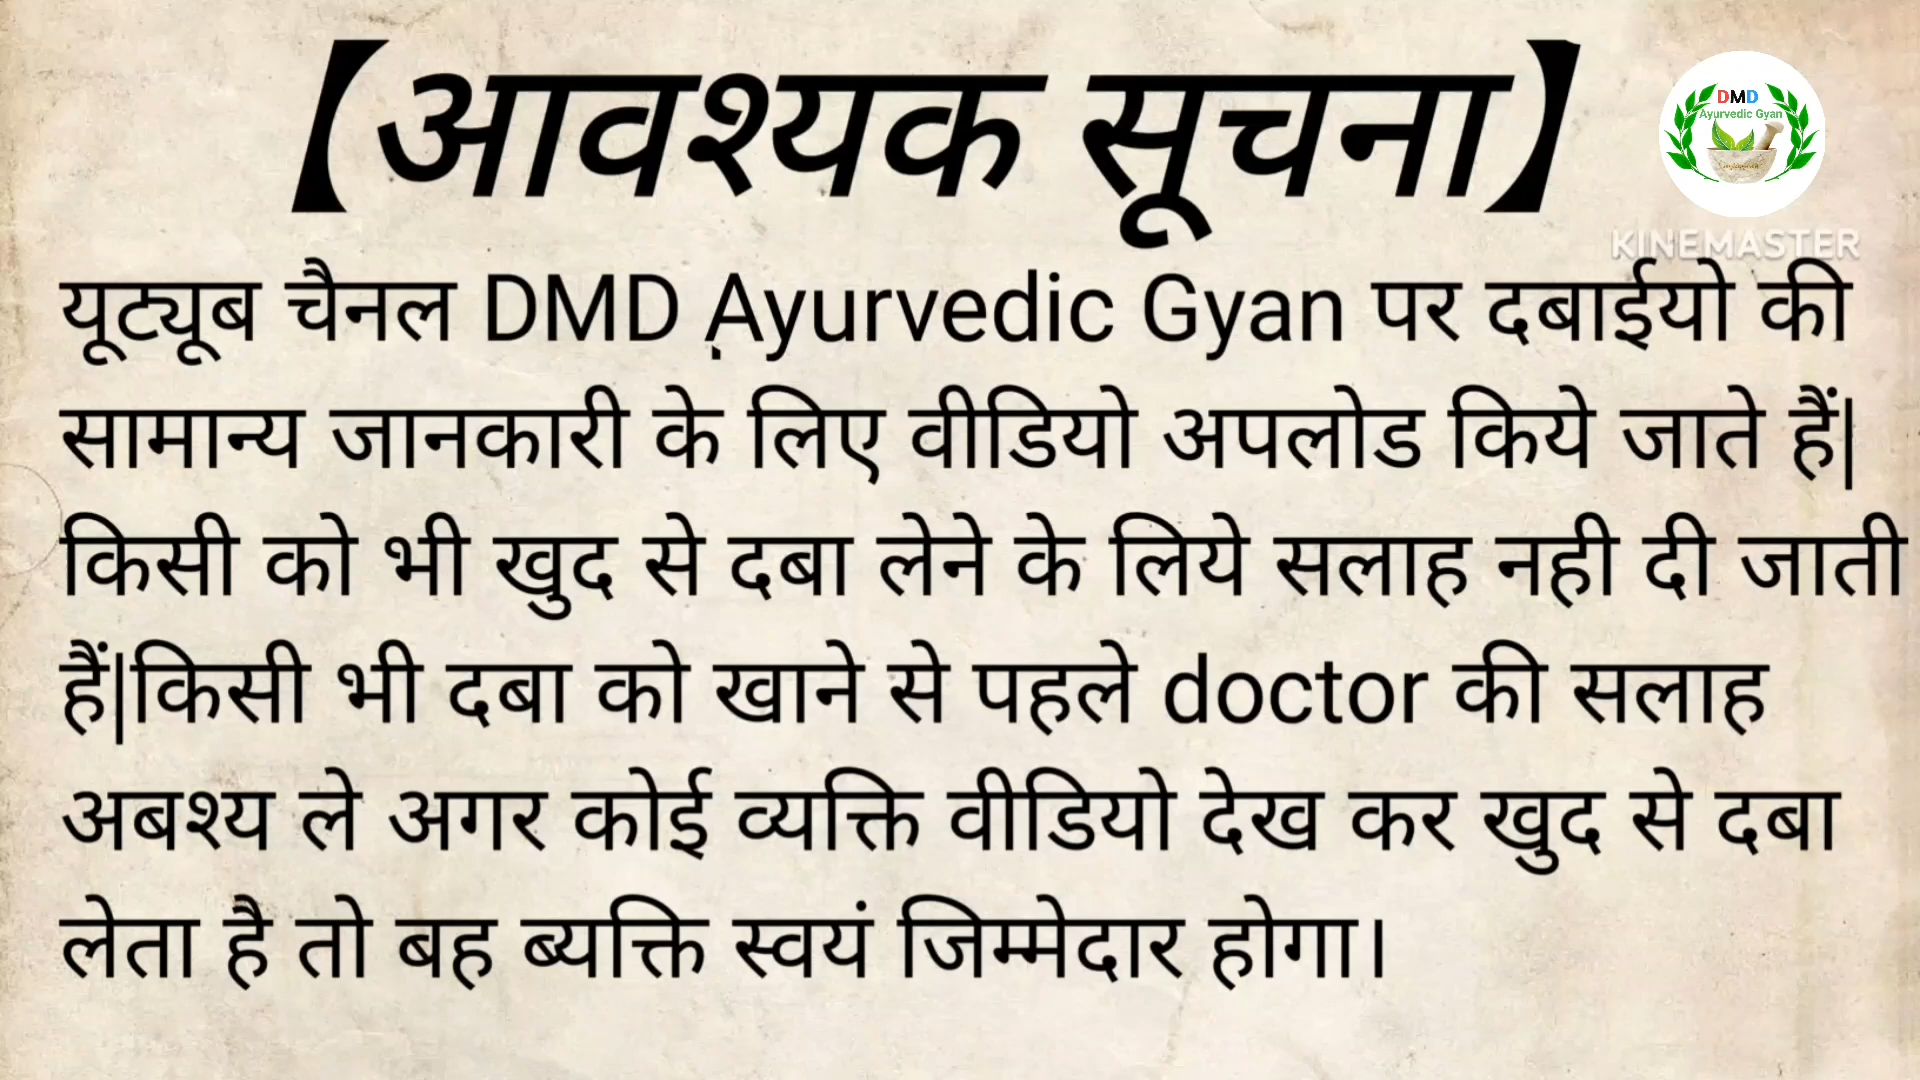 【आवश्यक सूचना】
DMD
Ayurvedic Gyan
KINEMASTER
यूट्यूब चैनल DMD Ayurvedic Gyan पर दबाईयो की
सामान्य जानकारी के लिए वीडियो अपलोड किये जाते हैं|
किसी को भी खुद से दबा लेने के लिये सलाह नही दी जाती
हैं|किसी भी दबा को खाने से पहले doctor की सलाह
अबश्य ले अगर कोई व्यक्ति वीडियो देख कर खुद से दबा
लेता है तो बह ब्यक्ति स्वयं जिम्मेदार होगा।